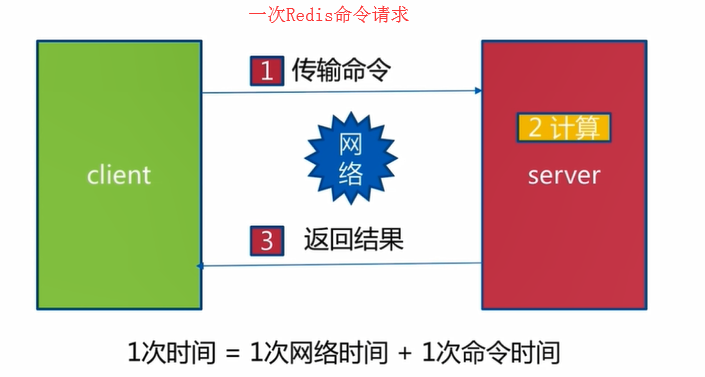 一次Redis命令请求
1 传输命令
2 计算
网
络
client
server
3 返回结果
1次时间 = 1次网络时间 + 1次命令时间